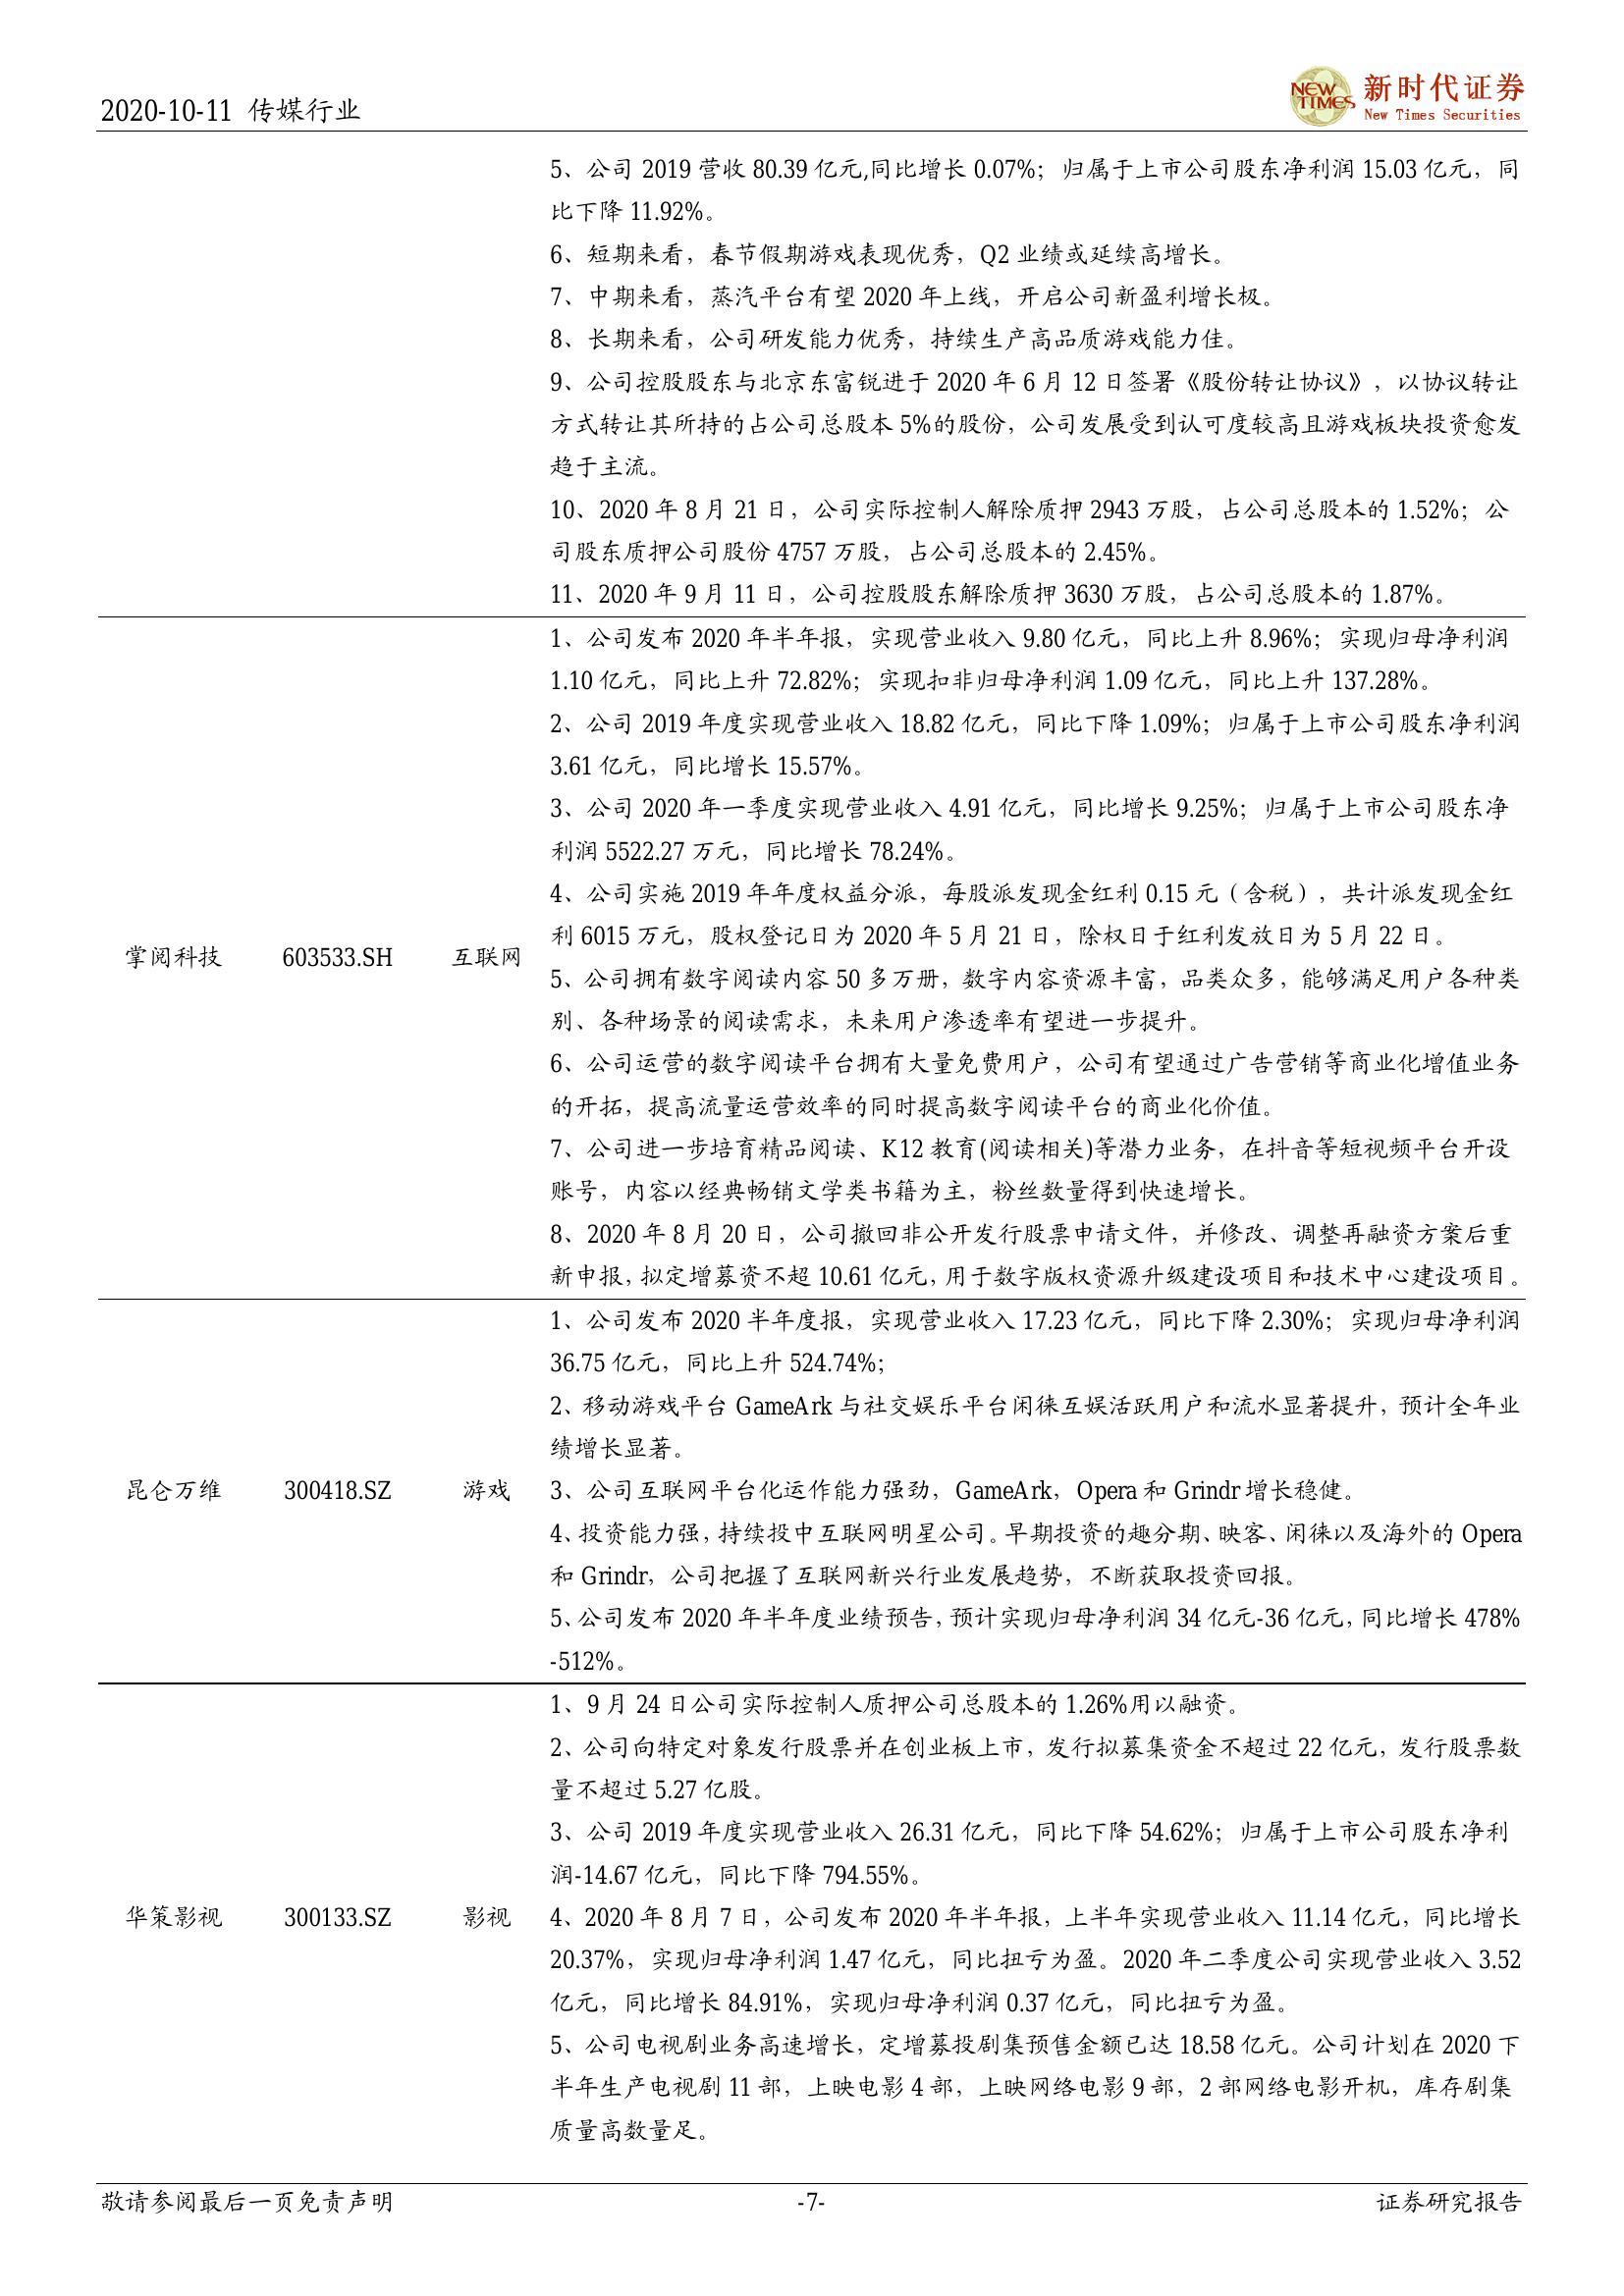 2020-10-11 传媒行业
NEW TIMES 新时代证券
New Times Securities
5、公司 2019 营收 80.39 亿元,同比增长 0.07%；归属于上市公司股东净利润 15.03 亿元，同
比下降 11.92%。
6、短期来看，春节假期游戏表现优秀，Q2 业绩或延续高增长。
7、中期来看，蒸汽平台有望 2020 年上线，开启公司新盈利增长极。
8、长期来看，公司研发能力优秀，持续生产高品质游戏能力佳。
9、公司控股股东与北京东富锐进于 2020 年 6 月 12 日签署《股份转让协议》，以协议转让
方式转让其所持的占公司总股本 5%的股份，公司发展受到认可度较高且游戏板块投资愈发
趋于主流。
10、2020 年 8 月 21 日，公司实际控制人解除质押 2943 万股，占公司总股本的 1.52%；公
司股东质押公司股份 4757 万股，占公司总股本的 2.45%。
11、2020 年 9 月 11 日，公司控股股东解除质押 3630 万股，占公司总股本的 1.87%。
掌阅科技 603533.SH 互联网
1、公司发布 2020 年半年报，实现营业收入 9.80 亿元，同比上升 8.96%；实现归母净利润
1.10 亿元，同比上升 72.82%；实现扣非归母净利润 1.09 亿元，同比上升 137.28%。
2、公司 2019 年度实现营业收入 18.82 亿元，同比下降 1.09%；归属于上市公司股东净利润
3.61 亿元，同比增长 15.57%。
3、公司 2020 年一季度实现营业收入 4.91 亿元，同比增长 9.25%；归属于上市公司股东净
利润 5522.27 万元，同比增长 78.24%。
4、公司实施 2019 年年度权益分派，每股派发现金红利 0.15 元（含税），共计派发现金红
利 6015 万元，股权登记日为 2020 年 5 月 21 日，除权日于红利发放日为 5 月 22 日。
5、公司拥有数字阅读内容 50 多万册，数字内容资源丰富，品类众多，能够满足用户各种类
别、各种场景的阅读需求，未来用户渗透率有望进一步提升。
6、公司运营的数字阅读平台拥有大量免费用户，公司有望通过广告营销等商业化增值业务
的开拓，提高流量运营效率的同时提高数字阅读平台的商业化价值。
7、公司进一步培育精品阅读、K12 教育(阅读相关)等潜力业务，在抖音等短视频平台开设
账号，内容以经典畅销文学类书籍为主，粉丝数量得到快速增长。
8、2020 年 8 月 20 日，公司撤回非公开发行股票申请文件，并修改、调整再融资方案后重
新申报，拟定增募资不超 10.61 亿元，用于数字版权资源升级建设项目和技术中心建设项目。
昆仑万维 300418.SZ 游戏
1、公司发布 2020 半年度报，实现营业收入 17.23 亿元，同比下降 2.30%；实现归母净利润
36.75 亿元，同比上升 524.74%；
2、移动游戏平台 GameArk 与社交娱乐平台闲徕互娱活跃用户和流水显著提升，预计全年业
绩增长显著。
3、公司互联网平台化运作能力强劲，GameArk，Opera 和 Grindr 增长稳健。
4、投资能力强，持续投中互联网明星公司。早期投资的趣分期、映客、闲徕以及海外的 Opera
和 Grindr，公司把握了互联网新兴行业发展趋势，不断获取投资回报。
5、公司发布 2020 年半年度业绩预告，预计实现归母净利润 34 亿元-36 亿元，同比增长 478%
-512%。
华策影视 300133.SZ 影视
1、9 月 24 日公司实际控制人质押公司总股本的 1.26%用以融资。
2、公司向特定对象发行股票并在创业板上市，发行拟募集资金不超过 22 亿元，发行股票数
量不超过 5.27 亿股。
3、公司 2019 年度实现营业收入 26.31 亿元，同比下降 54.62%；归属于上市公司股东净利
润-14.67 亿元，同比下降 794.55%。
4、2020 年 8 月 7 日，公司发布 2020 年半年报，上半年实现营业收入 11.14 亿元，同比增长
20.37%，实现归母净利润 1.47 亿元，同比扭亏为盈。2020 年二季度公司实现营业收入 3.52
亿元，同比增长 84.91%，实现归母净利润 0.37 亿元，同比扭亏为盈。
5、公司电视剧业务高速增长，定增募投剧集预售金额已达 18.58 亿元。公司计划在 2020 下
半年生产电视剧 11 部，上映电影 4 部，上映网络电影 9 部，2 部网络电影开机，库存剧集
质量高数量足。
敬请参阅最后一页免责声明 -7- 证券研究报告